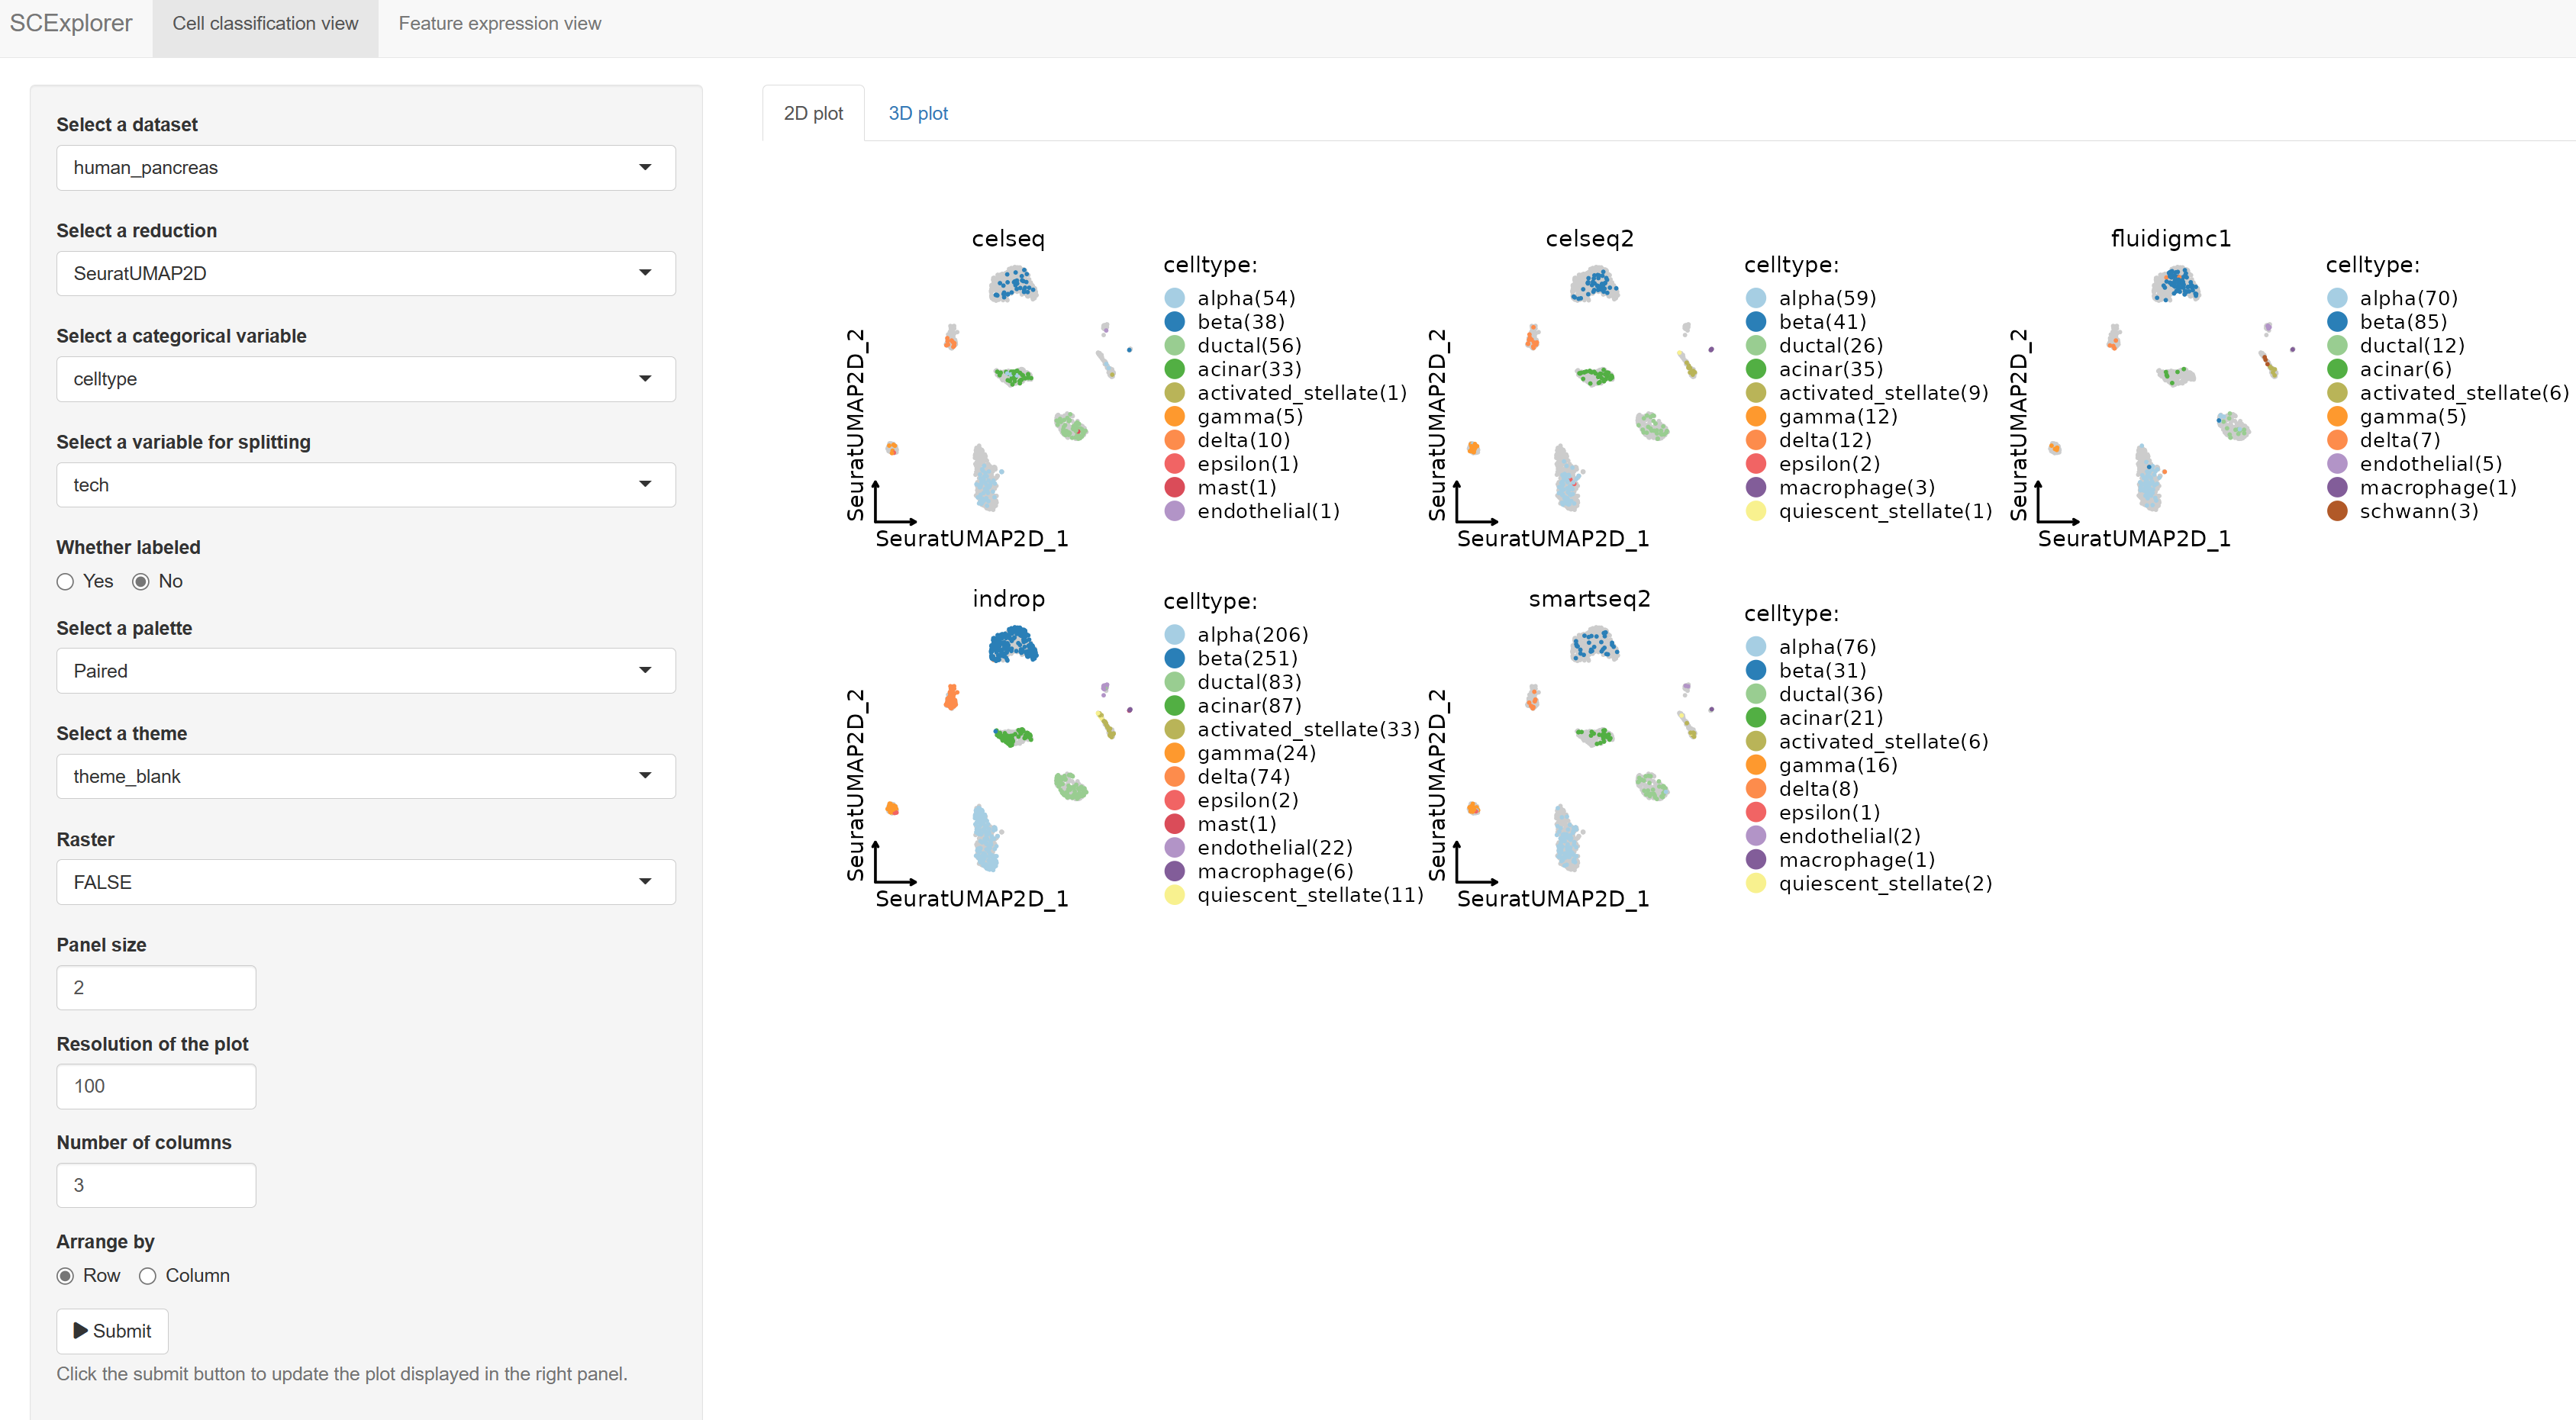 SCExplorer
Cell classification view
Feature expression view
Select a dataset
human_pancreas
Select a reduction
SeuratUMAP2D
Select a categorical variable
celltype
Select a variable for splitting
tech
Whether labeled
Yes No
Select a palette
Paired
Select a theme
theme_blank
Raster
FALSE
Panel size
2
Resolution of the plot
100
Number of columns
3
Arrange by
Row Column
Submit
Click the submit button to update the plot displayed in the right panel.
2D plot
3D plot
celseq
SeuratUMAP2D_2
SeuratUMAP2D_1
celltype:
alpha(54)
beta(38)
ductal(56)
acinar(33)
activated_stellate(1)
gamma(5)
delta(10)
epsilon(1)
mast(1)
endothelial(1)
celseq2
SeuratUMAP2D_2
SeuratUMAP2D_1
celltype:
alpha(59)
beta(41)
ductal(26)
acinar(35)
activated_stellate(9)
gamma(12)
delta(12)
epsilon(2)
macrophage(3)
quiescent_stellate(1)
fluidigmc1
SeuratUMAP2D_2
SeuratUMAP2D_1
celltype:
alpha(70)
beta(85)
ductal(12)
acinar(6)
activated_stellate(6)
gamma(5)
delta(7)
endothelial(5)
macrophage(1)
schwann(3)
indrop
SeuratUMAP2D_2
SeuratUMAP2D_1
celltype:
alpha(206)
beta(251)
ductal(83)
acinar(87)
activated_stellate(33)
gamma(24)
delta(74)
epsilon(2)
mast(1)
endothelial(22)
macrophage(6)
quiescent_stellate(11)
smartseq2
SeuratUMAP2D_2
SeuratUMAP2D_1
celltype:
alpha(76)
beta(31)
ductal(36)
acinar(21)
activated_stellate(6)
gamma(16)
delta(8)
epsilon(1)
endothelial(2)
macrophage(1)
quiescent_stellate(2)